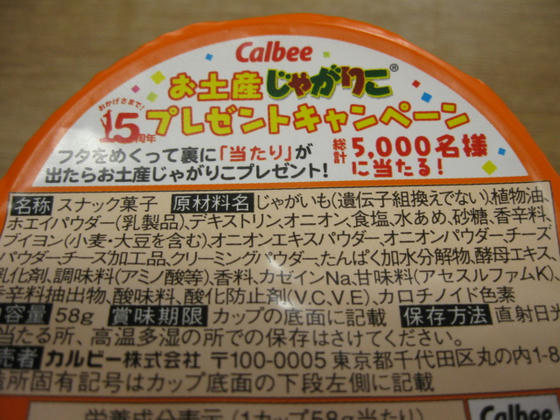 Calbee
お土産じゃがりこ®
おかげさまで!
15周年
プレゼントキャンペーン
フタをめくって裏に「当たり」が
出たらお土産じゃがりこプレゼント!
総計 5,000名様
に当たる!
名称 スナック菓子 原材料名 じゃがいも(遺伝子組換えでない)、植物油、
ホエイパウダー(乳製品)、デキストリン、オニオン、食塩、水あめ、砂糖、香辛料、
ブイヨン(小麦・大豆を含む)、オニオンエキスパウダー、オニオンパウダー、チーズ
パウダー、チーズ加工品、クリーミングパウダー、たんぱく加水分解物、酵母エキス、
乳化剤、調味料(アミノ酸等)、香料、カゼインNa、甘味料(アセスルファムK)、
辛料抽出物、酸味料、酸化防止剤(V.C,V.E)、カロチノイド色素
内容量 58g 賞味期限 カップの底面に記載 保存方法 直射日光
当たる所、高温多湿の所での保存はさけてください。
売者 カルビー株式会社 〒100-0005 東京都千代田区丸の内1-8
造所固有記号はカップ底面の下段左側に記載
栄養成分表示(1カップ58g当たり)
Calbee